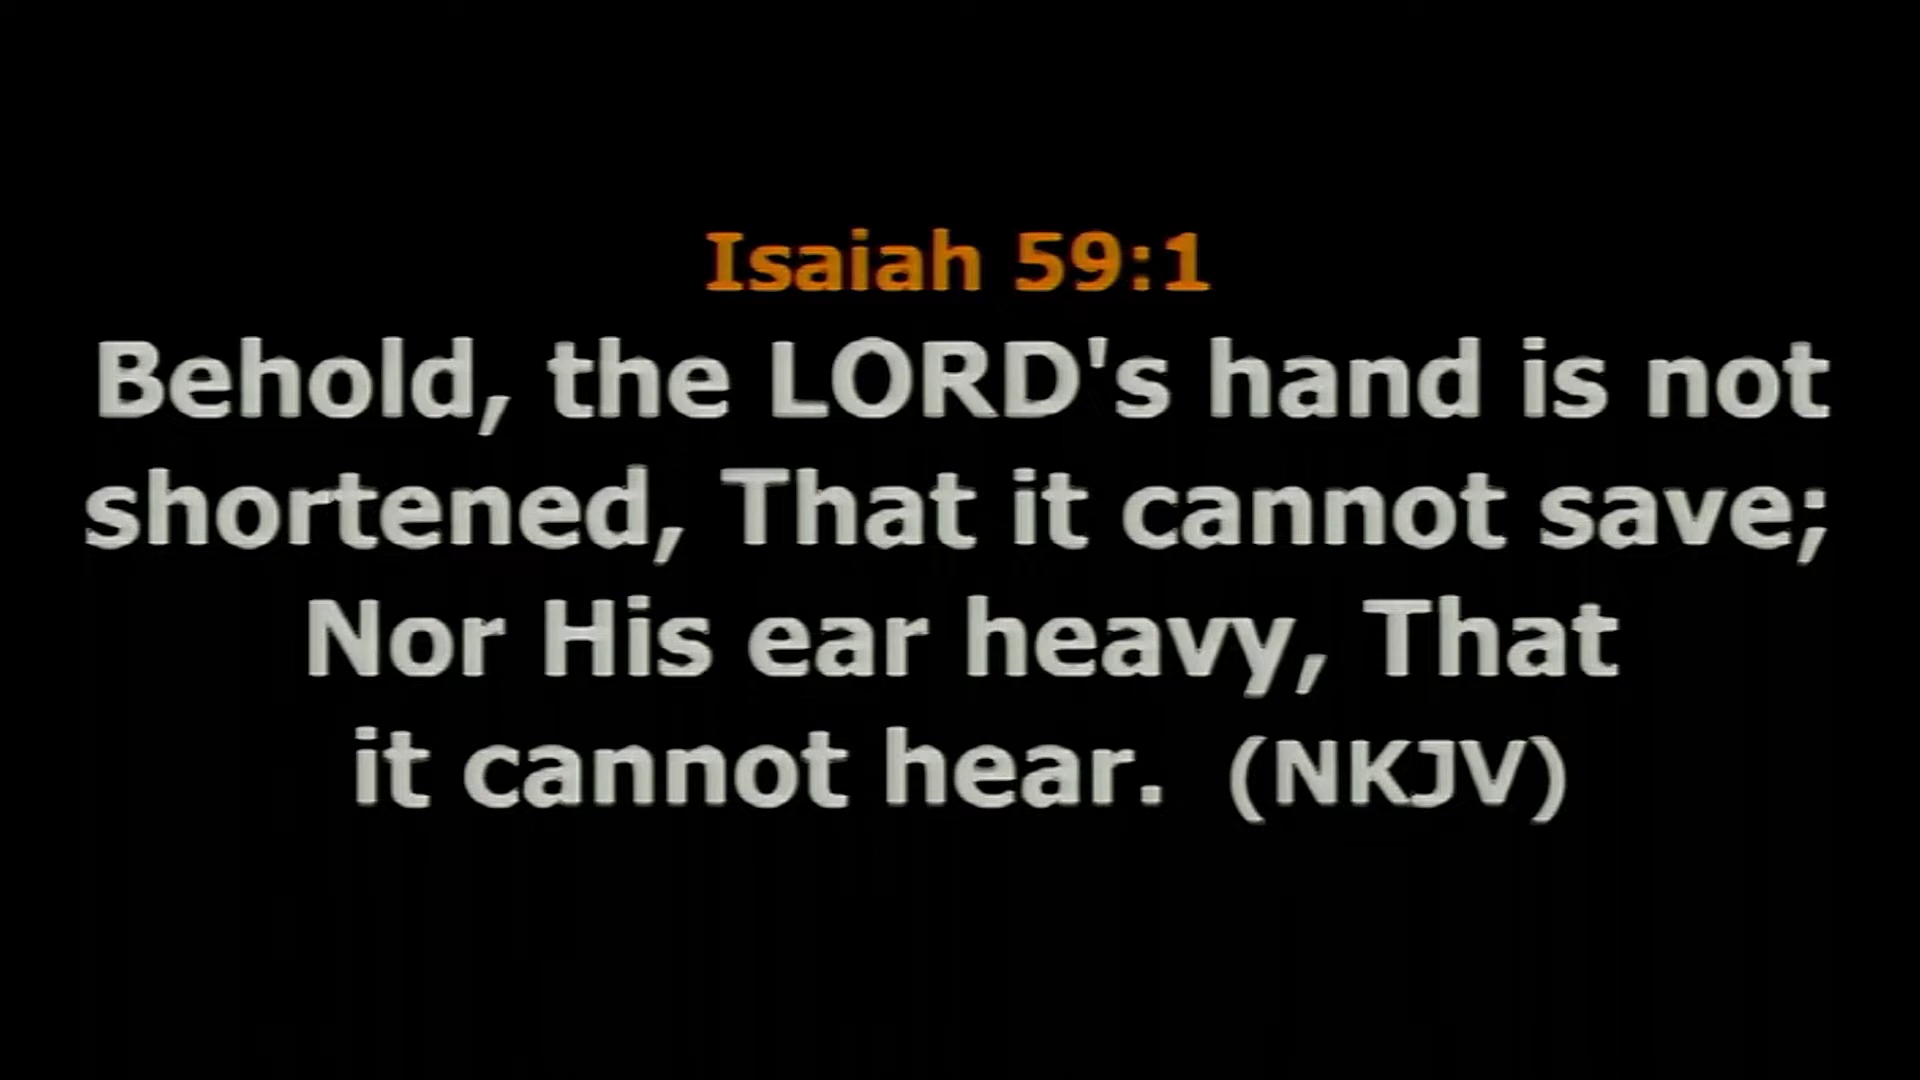 Isaiah 59:1
Behold, the LORD's hand is not
shortened, That it cannot save;
Nor His ear heavy, That
it cannot hear.  (NKJV)